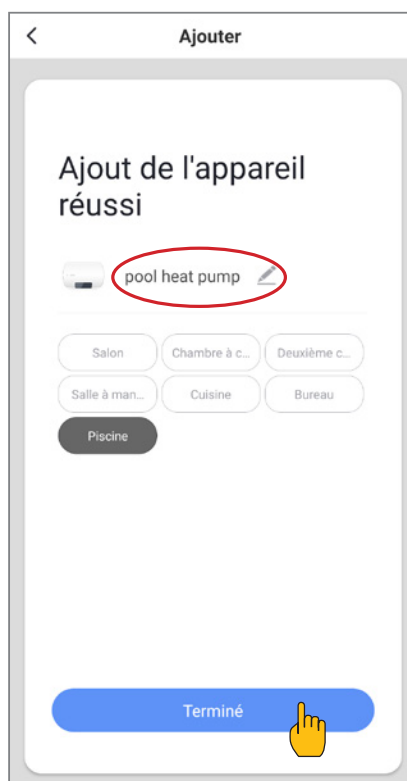 Ajouter
Ajout de l'appareil
réussi
pool heat pump
Salon
Chambre à c...
Deuxième c...
Salle à man...
Cuisine
Bureau
Piscine
Terminé